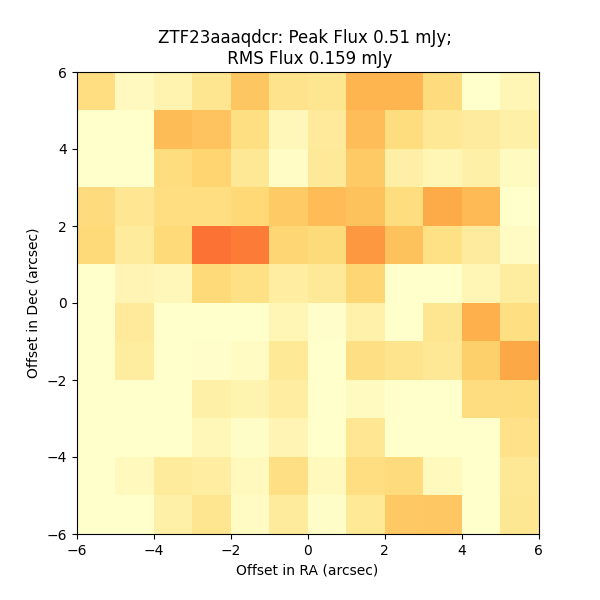 ZTF23aaaqdcr: Peak Flux 0.51 mJy;
RMS Flux 0.159 mJy
6
4
2
0
−2
−4
−6
Offset in Dec (arcsec)
−6 −4 −2 0 2 4 6
Offset in RA (arcsec)